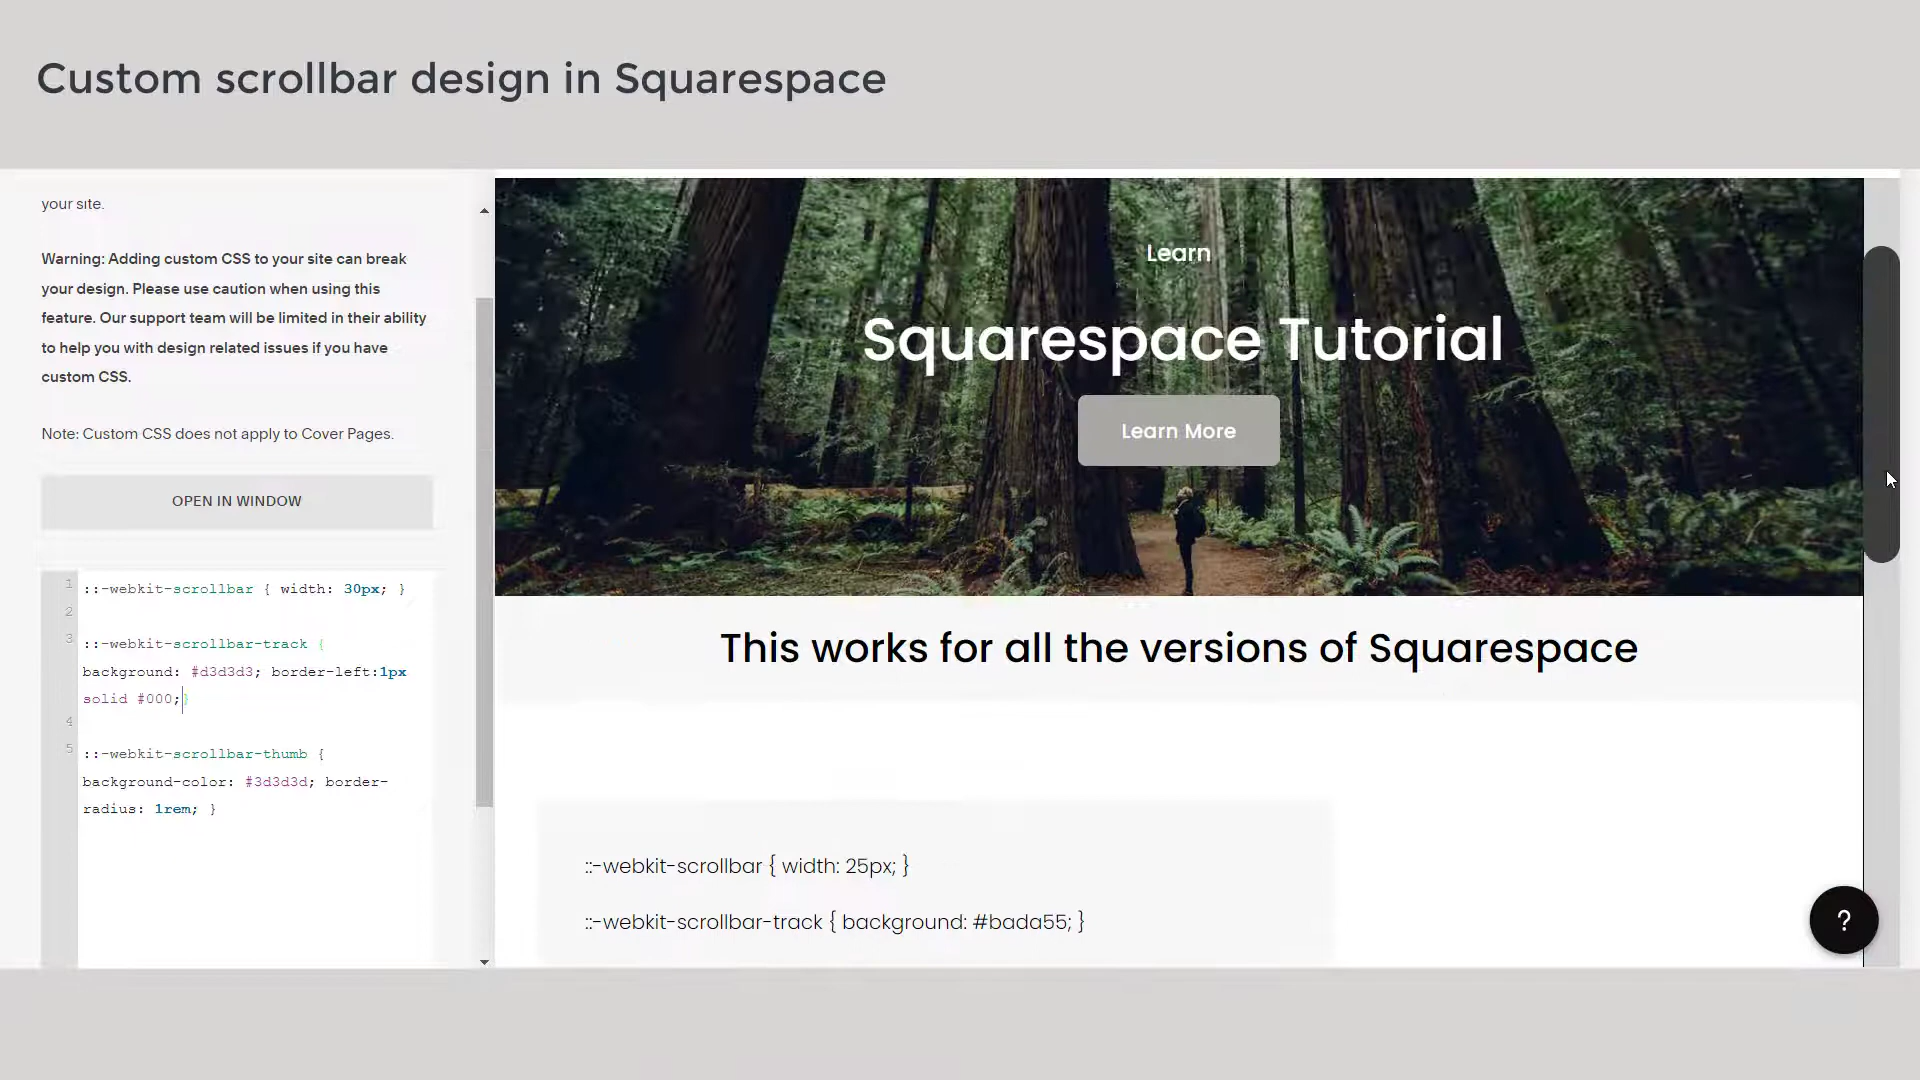 Custom scrollbar design in Squarespace
your site.
Warning: Adding custom CSS to your site can break
your design. Please use caution when using this
feature. Our support team will be limited in their ability
to help you with design related issues if you have
custom CSS.
Note: Custom CSS does not apply to Cover Pages.
OPEN IN WINDOW
1 ::-webkit-scrollbar { width: 30px; }
2
3 ::-webkit-scrollbar-track {
background: #d3d3d3; border-left:1px
solid #000;}
4
5 ::-webkit-scrollbar-thumb {
background-color: #3d3d3d; border-
radius: 1rem; }
Learn
Squarespace Tutorial
Learn More
This works for all the versions of Squarespace
::-webkit-scrollbar { width: 25px; }
::-webkit-scrollbar-track { background: #bada55; }
?